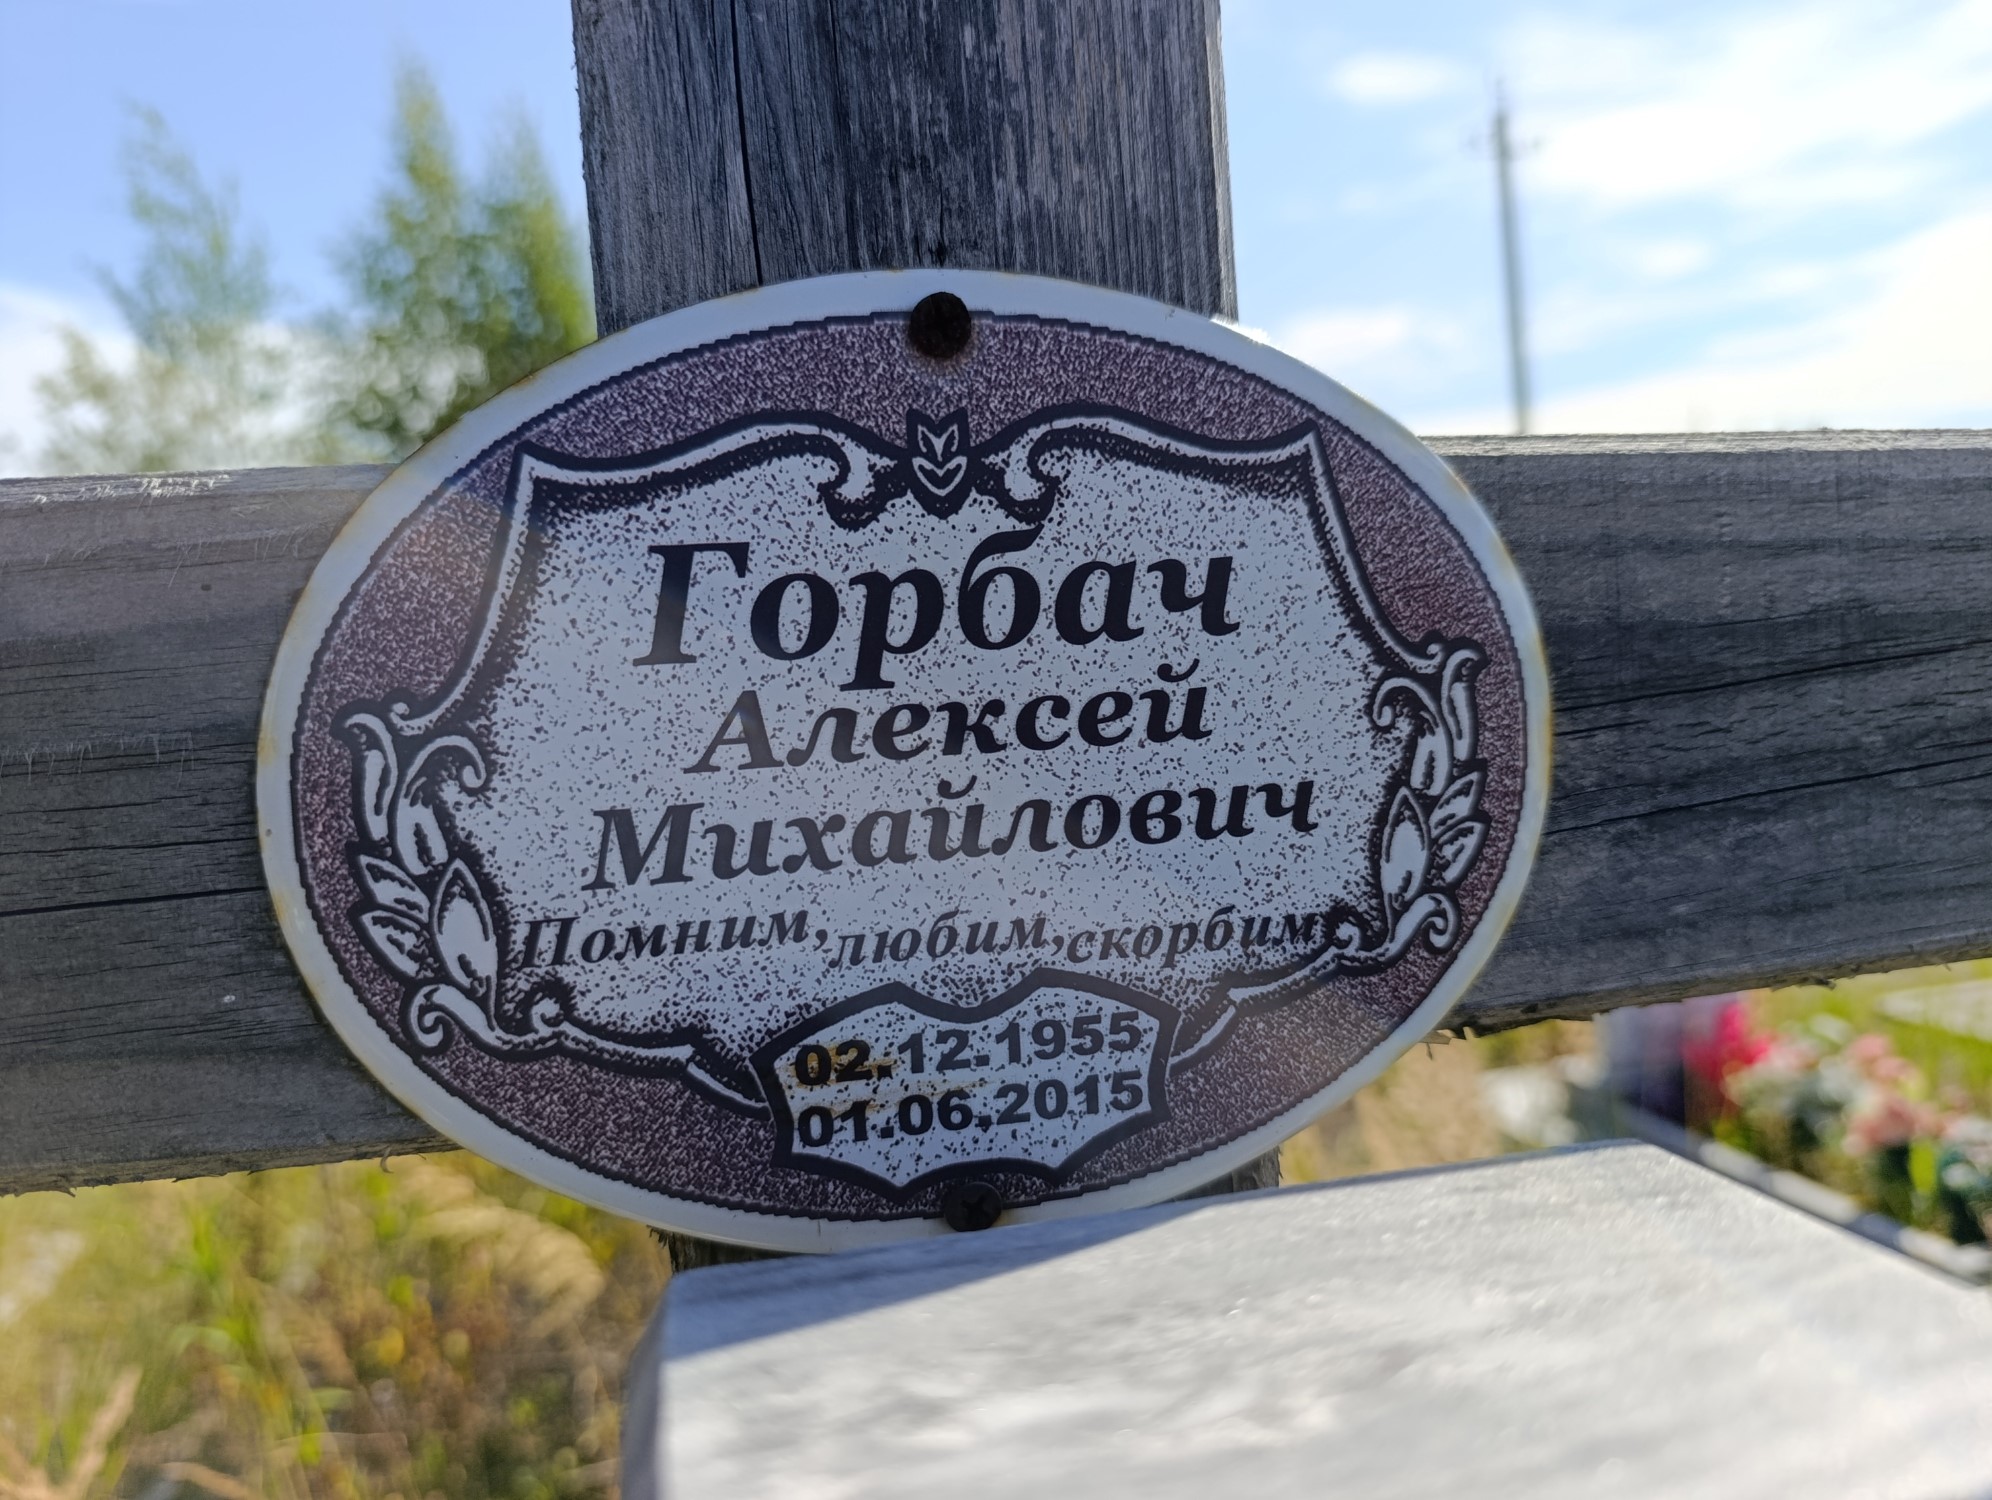 Горбач
Алексей
Михайлович
Помним, любим, скорбим
02.12.1955
01.06.2015